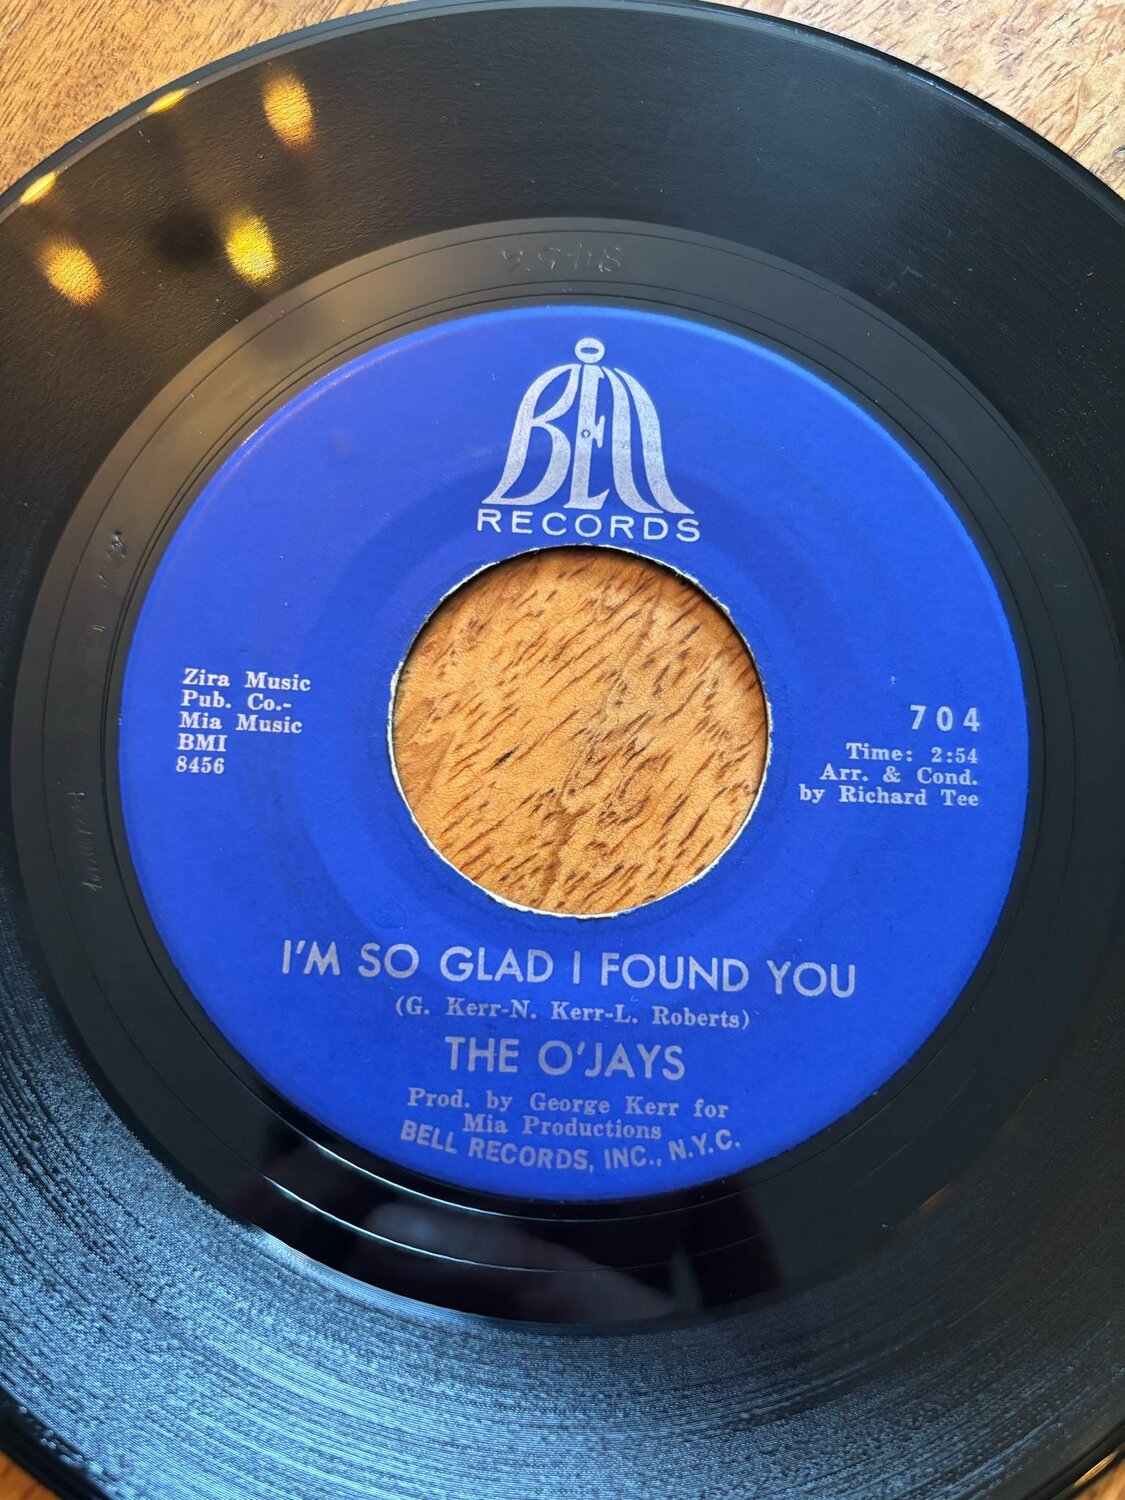 BELL
RECORDS
Zira Music
Pub. Co.-
Mia Music
BMI
8456
704
Time: 2:54
Arr. & Cond.
by Richard Tee
I'M SO GLAD I FOUND YOU
(G. Kerr-N. Kerr-L. Roberts)
THE O'JAYS
Prod. by George Kerr for
Mia Productions
BELL RECORDS, INC., N.Y.C.